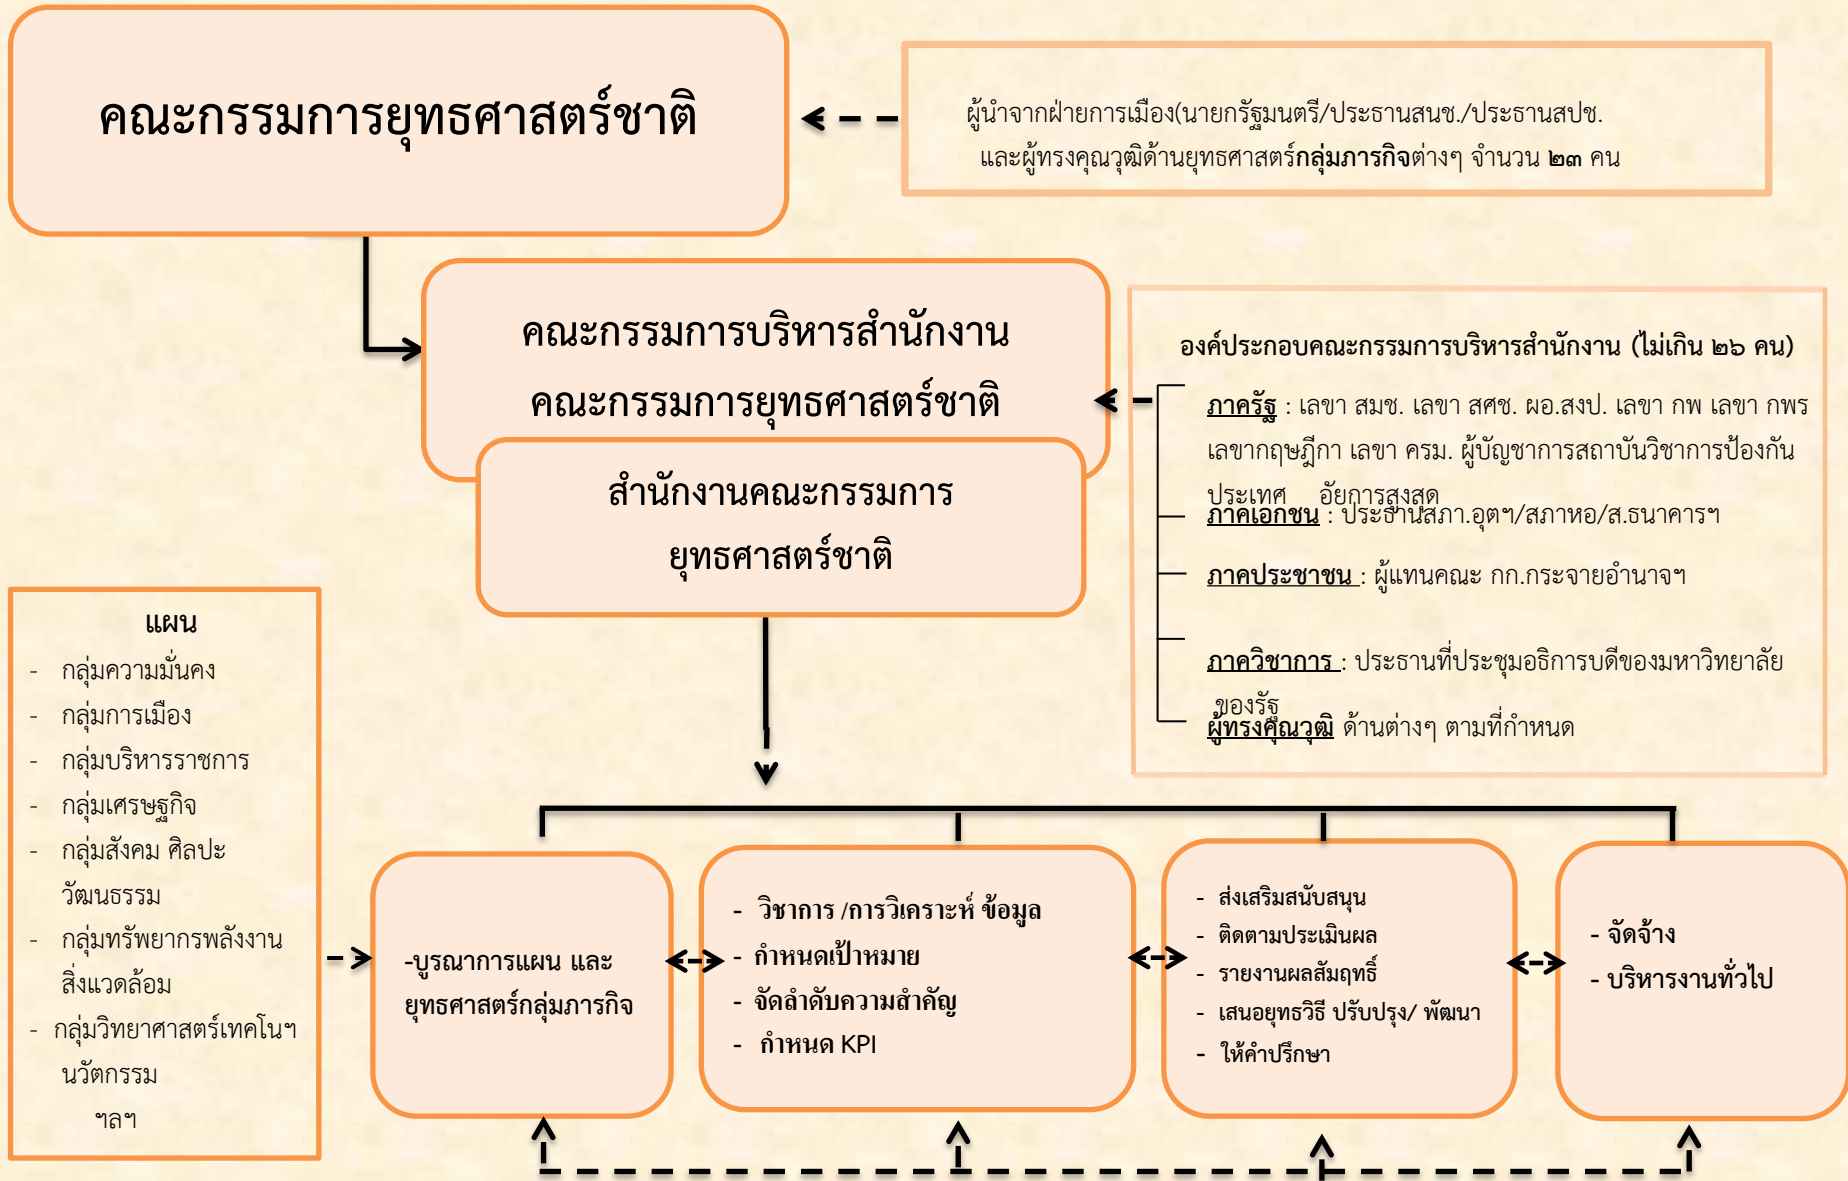 คณะกรรมการยุทธศาสตร์ชาติ
ผู้นำจากฝ่ายการเมือง(นายกรัฐมนตรี/ประธานสนช./ประธานสปช.
และผู้ทรงคุณวุฒิด้านยุทธศาสตร์กลุ่มภารกิจต่างๆ จำนวน ๒๓ คน
คณะกรรมการบริหารสำนักงาน
คณะกรรมการยุทธศาสตร์ชาติ
สำนักงานคณะกรรมการ
ยุทธศาสตร์ชาติ
องค์ประกอบคณะกรรมการบริหารสำนักงาน (ไม่เกิน ๒๖ คน)
ภาครัฐ : เลขา สมช. เลขา สศช. ผอ.สงป. เลขา กพ เลขา กพร
เลขากฤษฎีกา เลขา ครม. ผู้บัญชาการสถาบันวิชาการป้องกัน
ประเทศ อัยการสูงสุด
ภาคเอกชน : ประธานสภา.อุตฯ/สภาหอ/ส.ธนาคารฯ
ภาคประชาชน : ผู้แทนคณะ กก.กระจายอำนาจฯ
ภาควิชาการ : ประธานที่ประชุมอธิการบดีของมหาวิทยาลัย
ของรัฐ
ผู้ทรงคุณวุฒิ ด้านต่างๆ ตามที่กำหนด
แผน
- กลุ่มความมั่นคง
- กลุ่มการเมือง
- กลุ่มบริหารราชการ
- กลุ่มเศรษฐกิจ
- กลุ่มสังคม ศิลปะ
วัฒนธรรม
- กลุ่มทรัพยากรพลังงาน
สิ่งแวดล้อม
- กลุ่มวิทยาศาสตร์เทคโนฯ
นวัตกรรม
ฯลฯ
-บูรณาการแผน และ
ยุทธศาสตร์กลุ่มภารกิจ
- วิชาการ /การวิเคราะห์ ข้อมูล
- กำหนดเป้าหมาย
- จัดลำดับความสำคัญ
- กำหนด KPI
- ส่งเสริมสนับสนุน
- ติดตามประเมินผล
- รายงานผลสัมฤทธิ์
- เสนอยุทธวิธี ปรับปรุง/ พัฒนา
- ให้คำปรึกษา
- จัดจ้าง
- บริหารงานทั่วไป